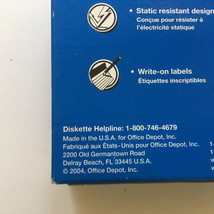 • Static resistant design
Conçue pour résister à
l'électricité statique
• Write-on labels
Étiquettes inscriptibles
Diskette Helpline: 1-800-746-4679
Made in the U.S.A. for Office Depot, Inc.
Fabriqué aux États-Unis pour Office Depot, Inc.
2200 Old Germantown Road
Delray Beach, FL 33445 U.S.A.
© 2004, Office Depot, Inc.